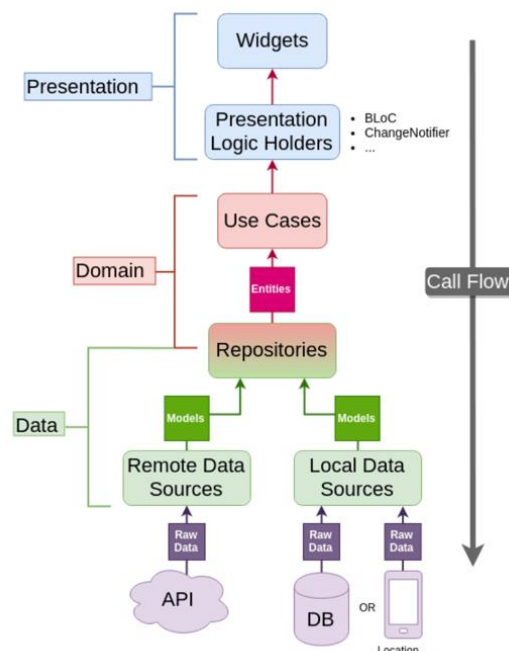 Widgets
Presentation
Presentation
Logic Holders
• BLoC
• ChangeNotifier
• ...
Use Cases
Domain
Entities
Call Flow
Repositories
Data
Models
Models
Remote Data
Sources
Local Data
Sources
Raw
Data
Raw
Data
Raw
Data
API
DB
OR
Location